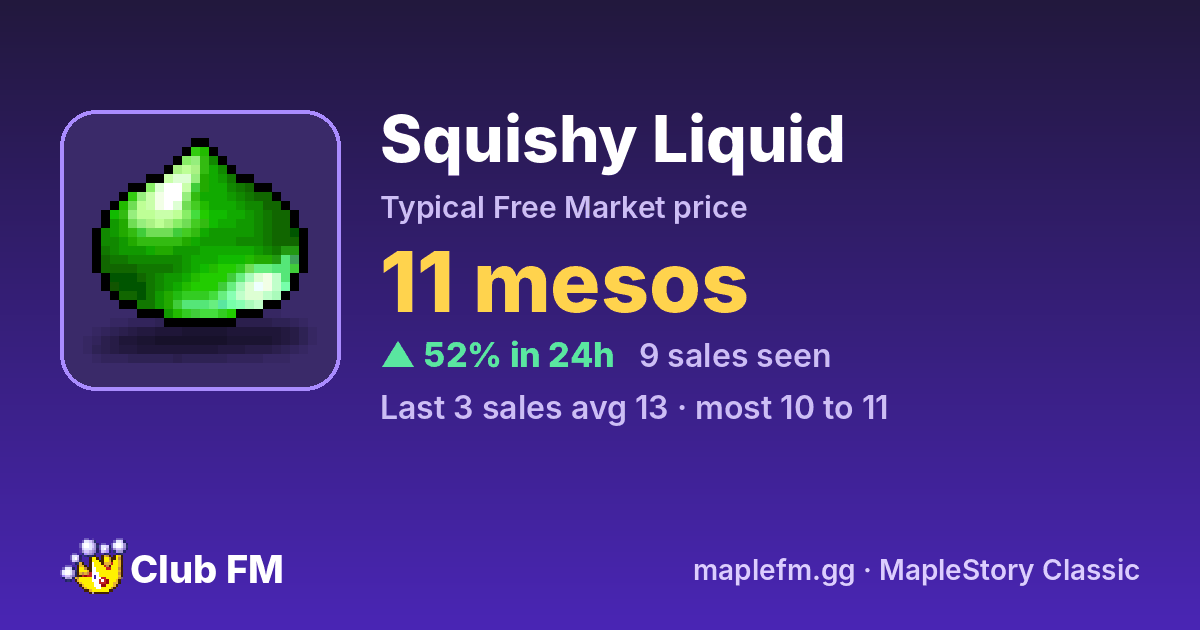 Squishy Liquid
Typical Free Market price
11 mesos
▲ 52% in 24h 9 sales seen
Last 3 sales avg 13 · most 10 to 11
Club FM
maplefm.gg · MapleStory Classic